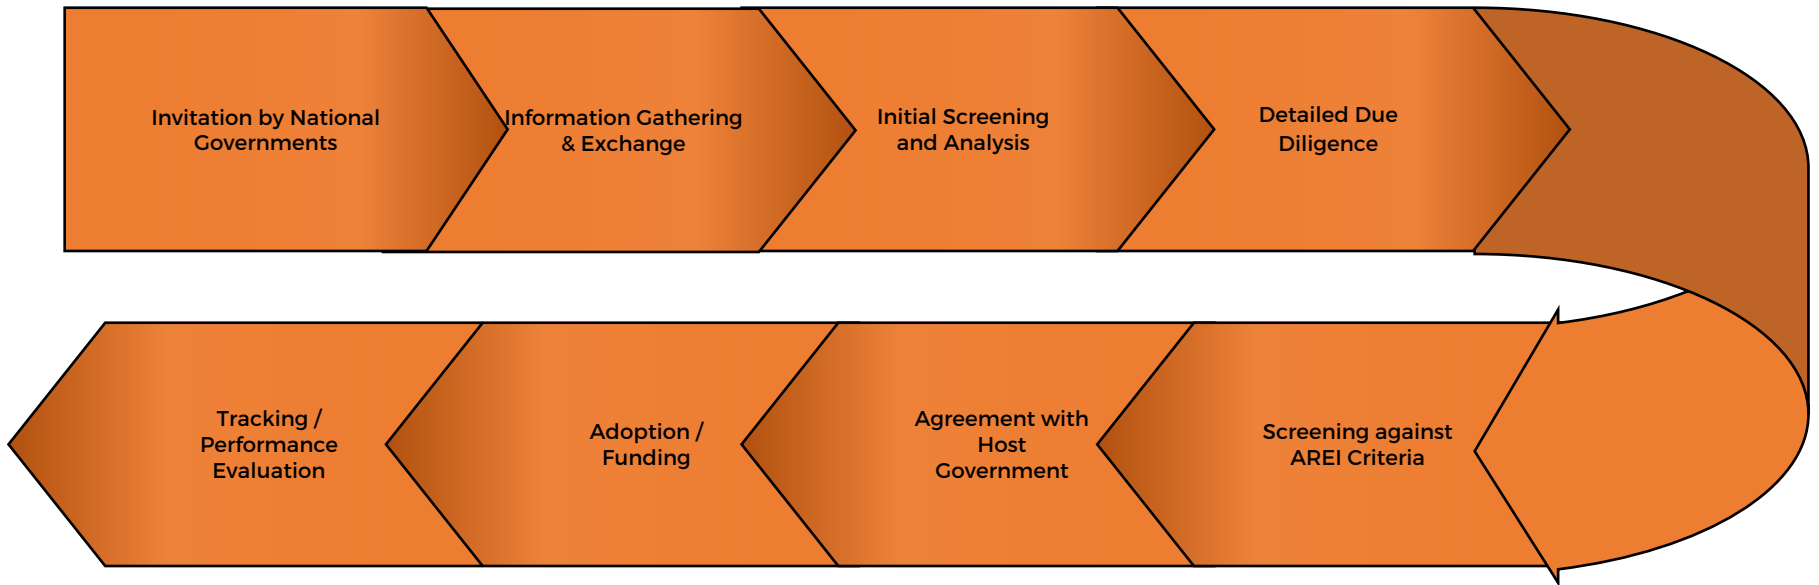 Invitation by National
Governments
Information Gathering
& Exchange
Initial Screening
and Analysis
Detailed Due
Diligence
Screening against
AREI Criteria
Agreement with
Host
Government
Adoption /
Funding
Tracking /
Performance
Evaluation